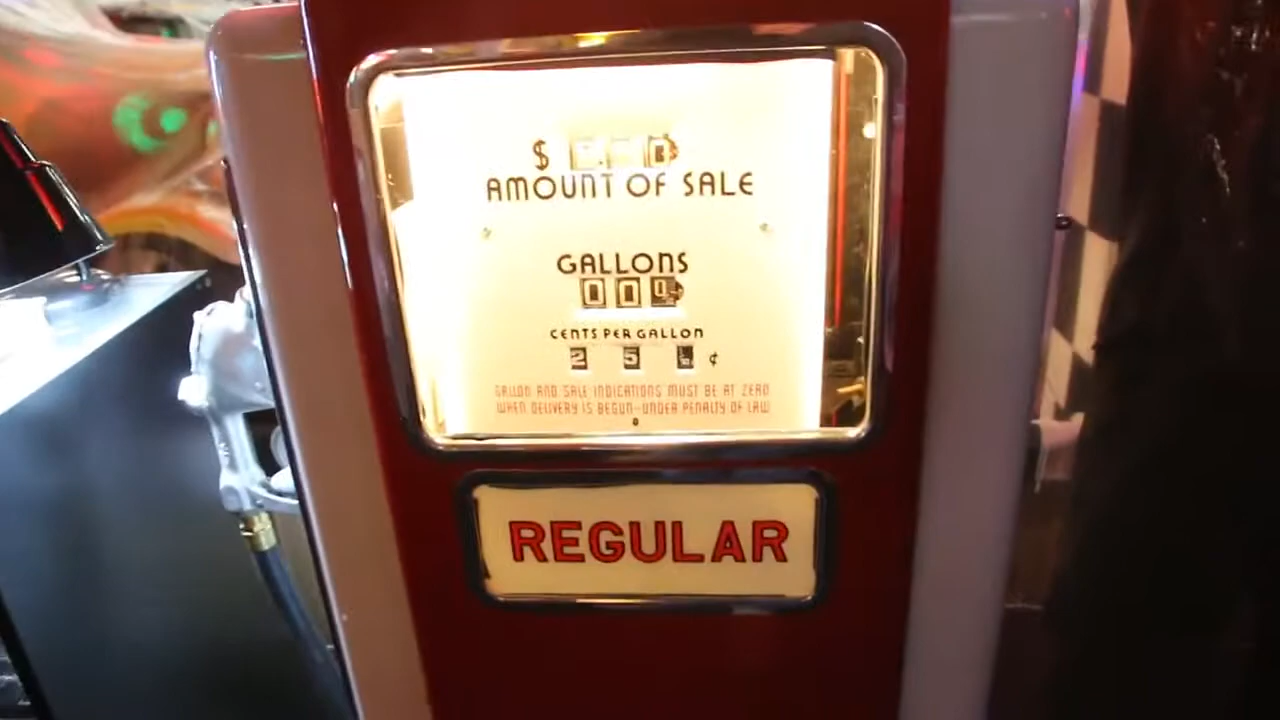 $
AMOUNT OF SALE
GALLONS
0 0 0
CENTS PER GALLON
2 5 ¢
GALLON AND SALE INDICATIONS MUST BE AT ZERO
WHEN DELIVERY IS BEGUN-UNDER PENALTY OF LAW
REGULAR